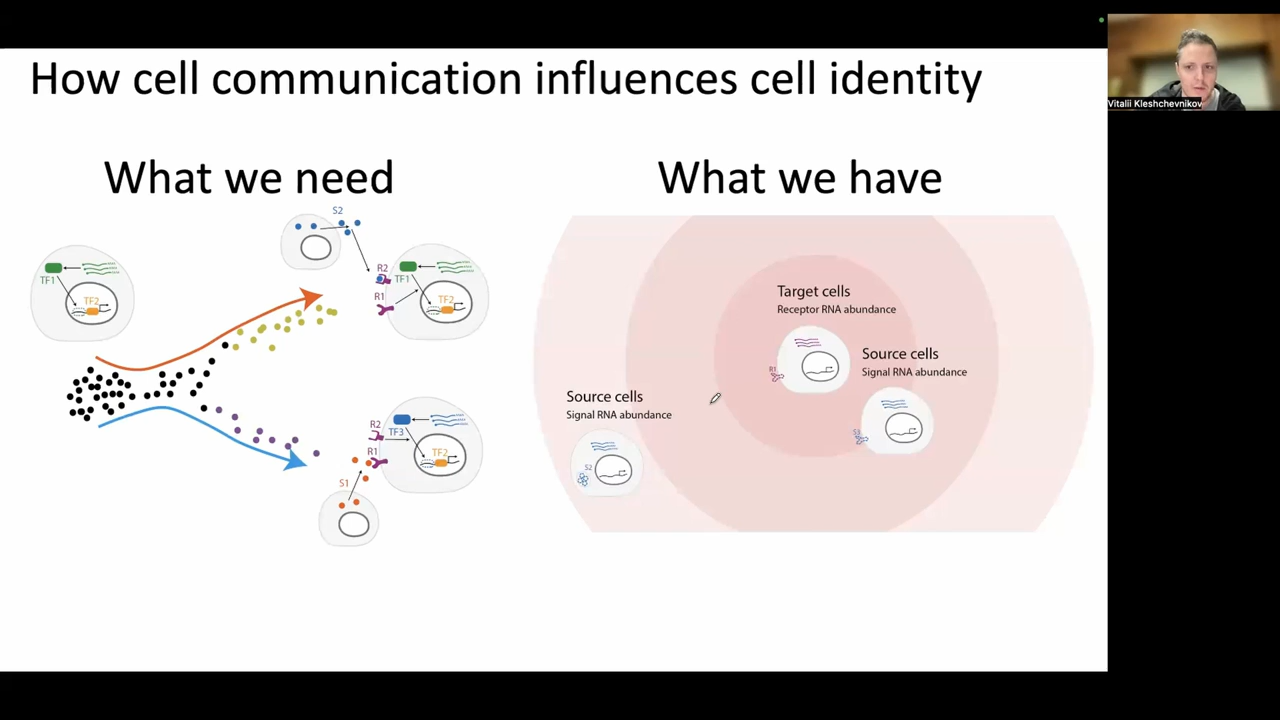 How cell communication influences cell identity
What we need
What we have
S2
TF1
TF2
R2
R1
TF1
TF2
R2
R1
TF3
TF2
S1
Target cells
Receptor RNA abundance
R1
Source cells
Signal RNA abundance
Source cells
Signal RNA abundance
S2
Vitalii Kleshchevnikov